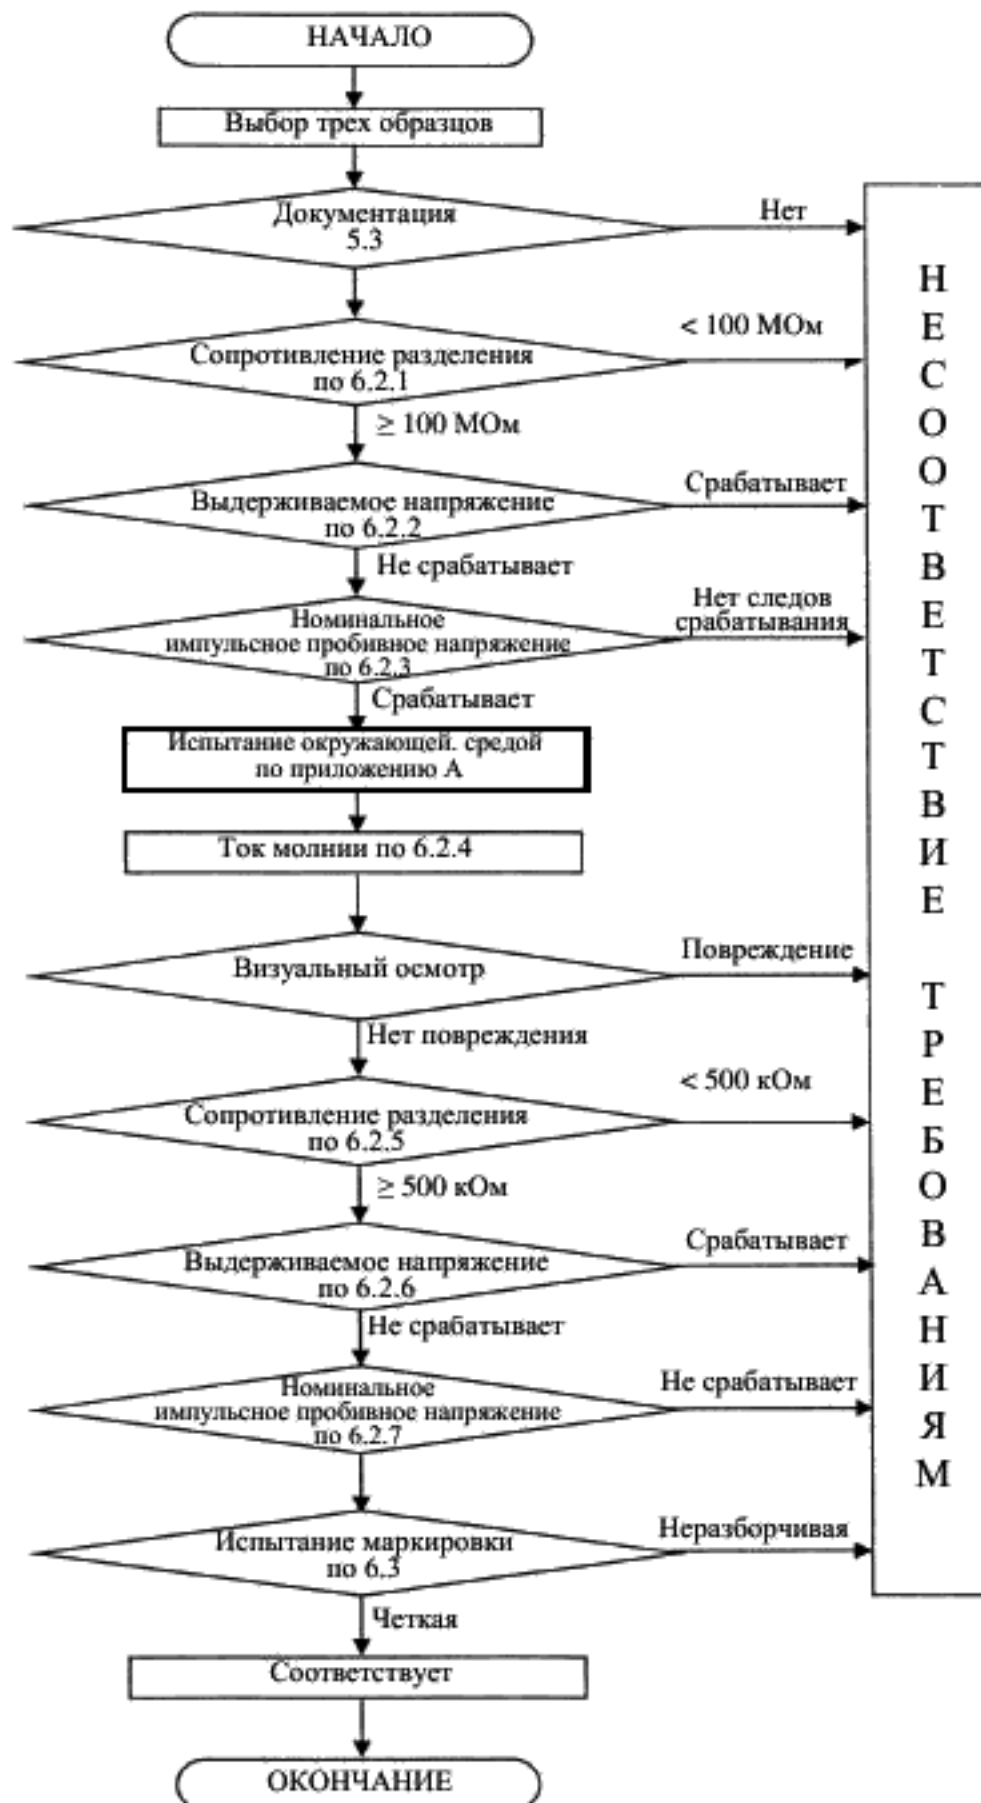 НАЧАЛО
Выбор трех образцов
Документация
5.3
Нет
Сопротивление разделения
по 6.2.1
< 100 МОм
≥ 100 МОм
Выдерживаемое напряжение
по 6.2.2
Срабатывает
Не срабатывает
Номинальное
импульсное пробивное напряжение
по 6.2.3
Нет следов
срабатывания
Срабатывает
Испытание окружающей. средой
по приложению А
Ток молнии по 6.2.4
Визуальный осмотр
Повреждение
Нет повреждения
Сопротивление разделения
по 6.2.5
< 500 кОм
≥ 500 кОм
Выдерживаемое напряжение
по 6.2.6
Срабатывает
Не срабатывает
Номинальное
импульсное пробивное напряжение
по 6.2.7
Не срабатывает
Испытание маркировки
по 6.3
Неразборчивая
Четкая
Соответствует
ОКОНЧАНИЕ
НЕСООТВЕТСТВИЕ ТРЕБОВАНИЯМ